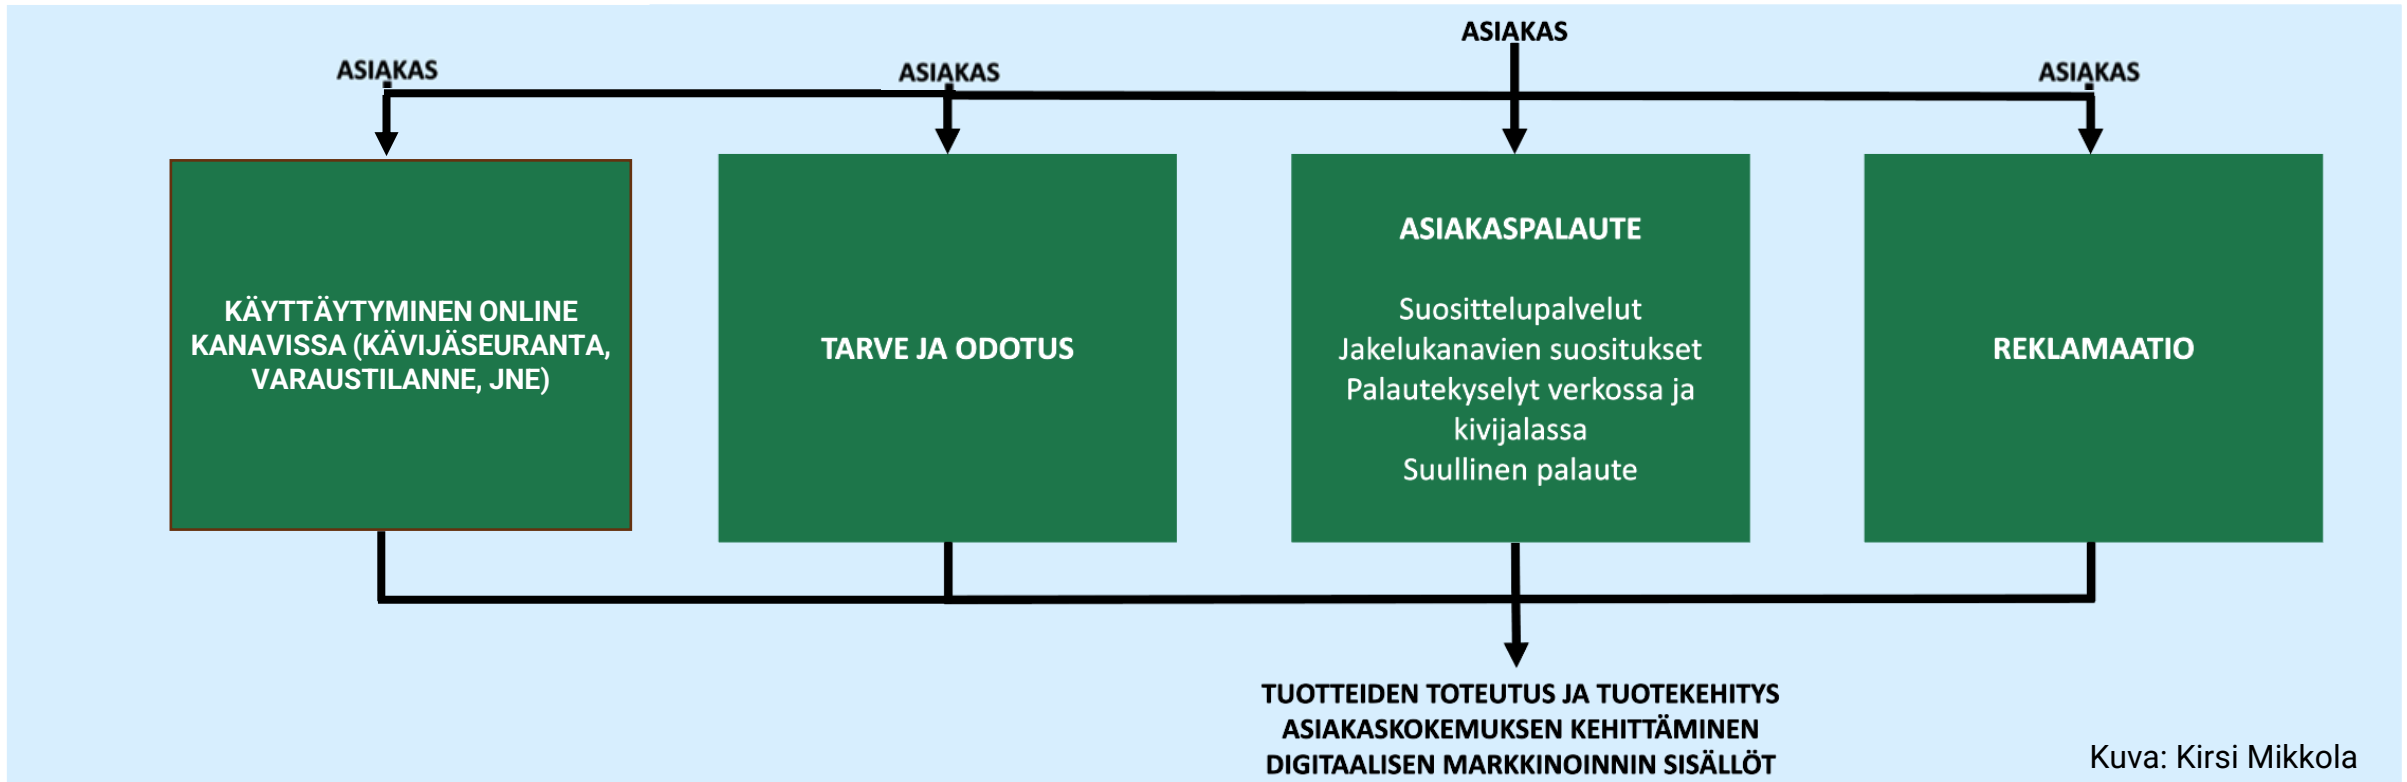 ASIAKAS
ASIAKAS
ASIAKAS
ASIAKAS
KÄYTTÄYTYMINEN ONLINE
KANAVISSA (KÄVIJÄSEURANTA,
VARAUSTILANNE, JNE)
TARVE JA ODOTUS
ASIAKASPALAUTE
Suosittelupalvelut
Jakelukanavien suositukset
Palautekyselyt verkossa ja
kivijalassa
Suullinen palaute
REKLAMAATIO
TUOTTEIDEN TOTEUTUS JA TUOTEKEHITYS
ASIAKASKOKEMUKSEN KEHITTÄMINEN
DIGITAALISEN MARKKINOINNIN SISÄLLÖT
Kuva: Kirsi Mikkola